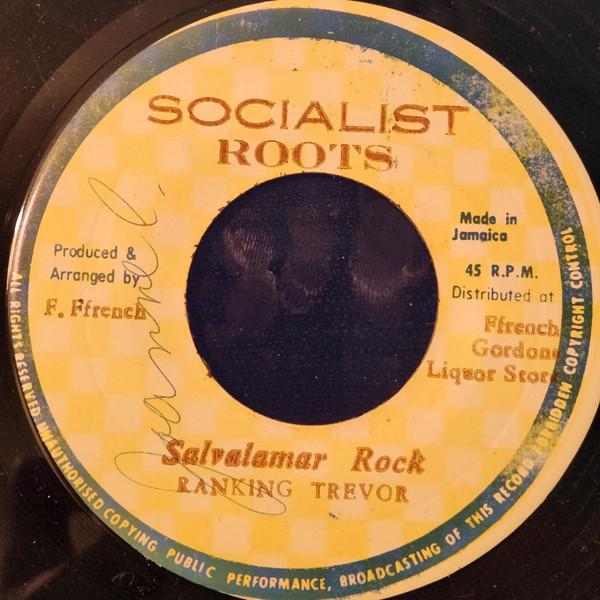 SOCIALIST
ROOTS
Made in
Jamaica
45 R.P.M.
Distributed at
Ffrench
Gordons
Liquor Store
Produced &
Arranged by
F. Ffrench
Salvalamar Rock
RANKING TREVOR
ALL RIGHTS RESERVED UNAUTHORISED COPYING, PUBLIC PERFORMANCE, BROADCASTING OF THIS RECORD FORBIDDEN COPYRIGHT CONTROL